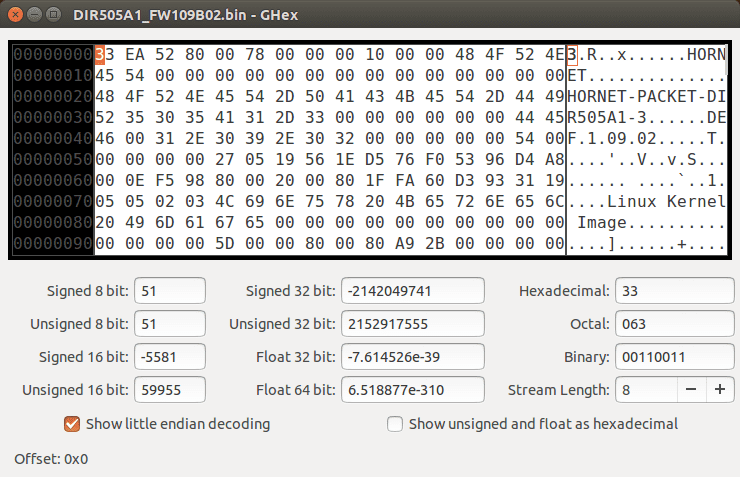 DIR505A1_FW109B02.bin - GHex
00000000 33 EA 52 80 00 78 00 00 00 10 00 00 48 4F 52 4E 3.R..x......HORN
00000010 45 54 00 00 00 00 00 00 00 00 00 00 00 00 00 00 ET..............
00000020 48 4F 52 4E 45 54 2D 50 41 43 4B 45 54 2D 44 49 HORNET-PACKET-DI
00000030 52 35 30 35 41 31 2D 33 00 00 00 00 00 00 44 45 R505A1-3......DE
00000040 46 00 31 2E 30 39 2E 30 32 00 00 00 00 00 54 00 F.1.09.02.....T.
00000050 00 00 00 00 27 05 19 56 1E D5 76 F0 53 96 D4 A8 ....'..V..v.S...
00000060 00 0E F5 98 80 00 20 00 80 1F FA 60 D3 93 31 19 ...... ....`..1.
00000070 05 05 02 03 4C 69 6E 75 78 20 4B 65 72 6E 65 6C ....Linux Kernel
00000080 20 49 6D 61 67 65 00 00 00 00 00 00 00 00 00 00 Image..........
00000090 00 00 00 00 5D 00 00 80 00 80 A9 2B 00 00 00 00 ....]......+....
Signed 8 bit: 51 Signed 32 bit: -2142049741 Hexadecimal: 33
Unsigned 8 bit: 51 Unsigned 32 bit: 2152917555 Octal: 063
Signed 16 bit: -5581 Float 32 bit: -7.614526e-39 Binary: 00110011
Unsigned 16 bit: 59955 Float 64 bit: 6.518877e-310 Stream Length: 8 − +
Show little endian decoding Show unsigned and float as hexadecimal
Offset: 0x0